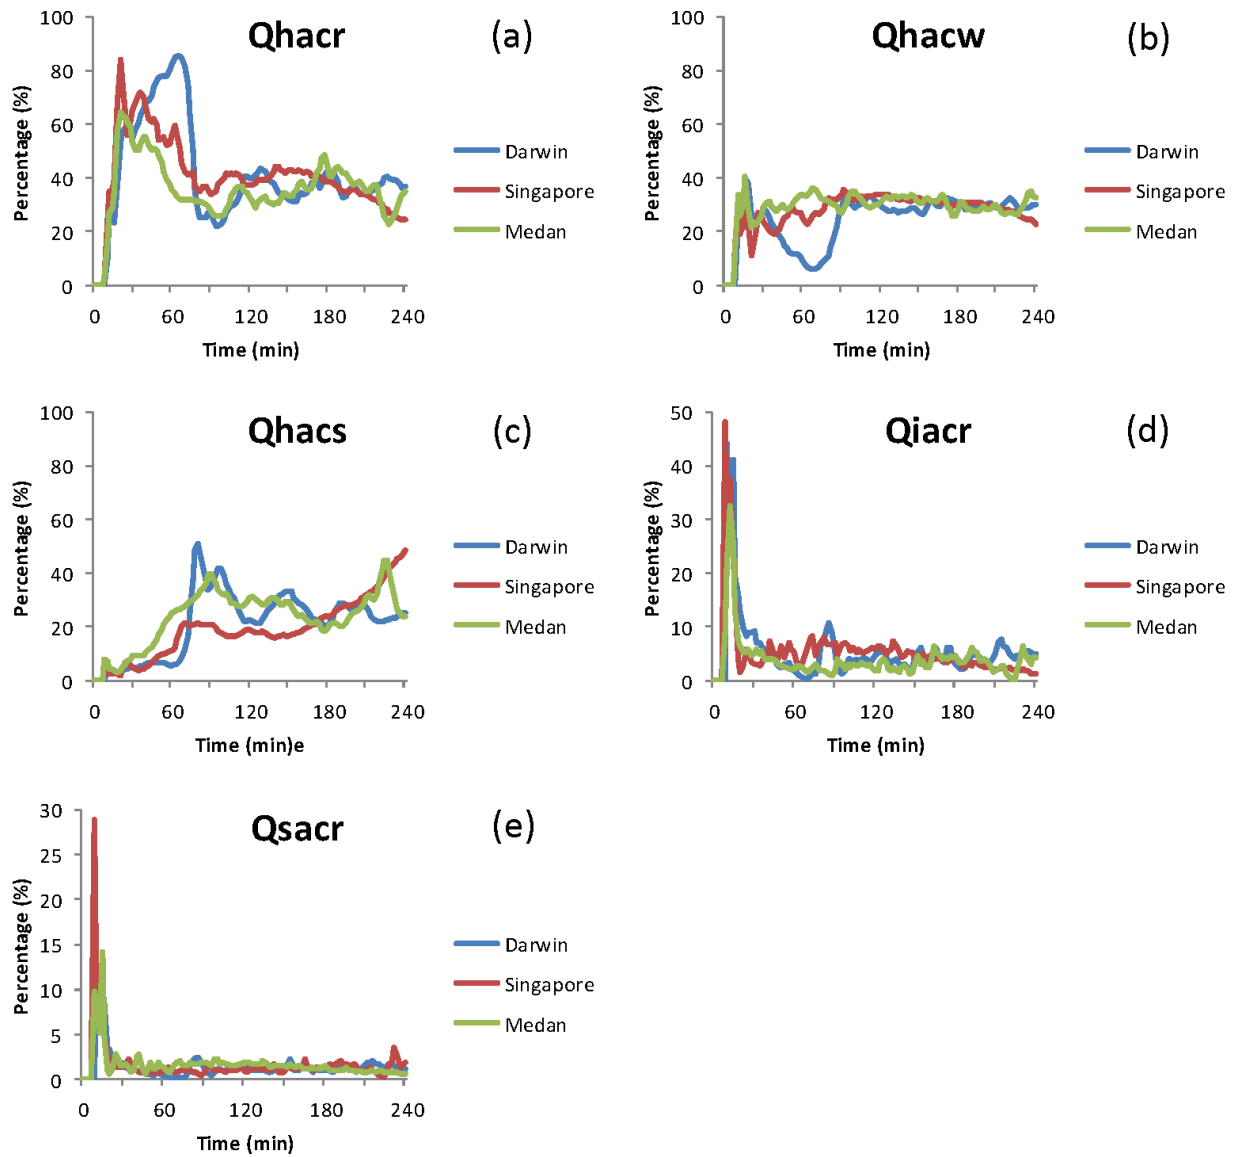 Qhacr (a)
100
80
60
40
20
0
Percentage (%)
0 60 120 180 240
Time (min)
Darwin
Singapore
Medan
Qhacw (b)
100
80
60
40
20
0
Percentage (%)
0 60 120 180 240
Time (min)
Darwin
Singapore
Medan
Qhacs (c)
100
80
60
40
20
0
Percentage (%)
0 60 120 180 240
Time (min)e
Darwin
Singapore
Medan
Qiacr (d)
50
40
30
20
10
0
Percentage (%)
0 60 120 180 240
Time (min)
Darwin
Singapore
Medan
Qsacr (e)
30
25
20
15
10
5
0
Percentage (%)
0 60 120 180 240
Time (min)
Darwin
Singapore
Medan